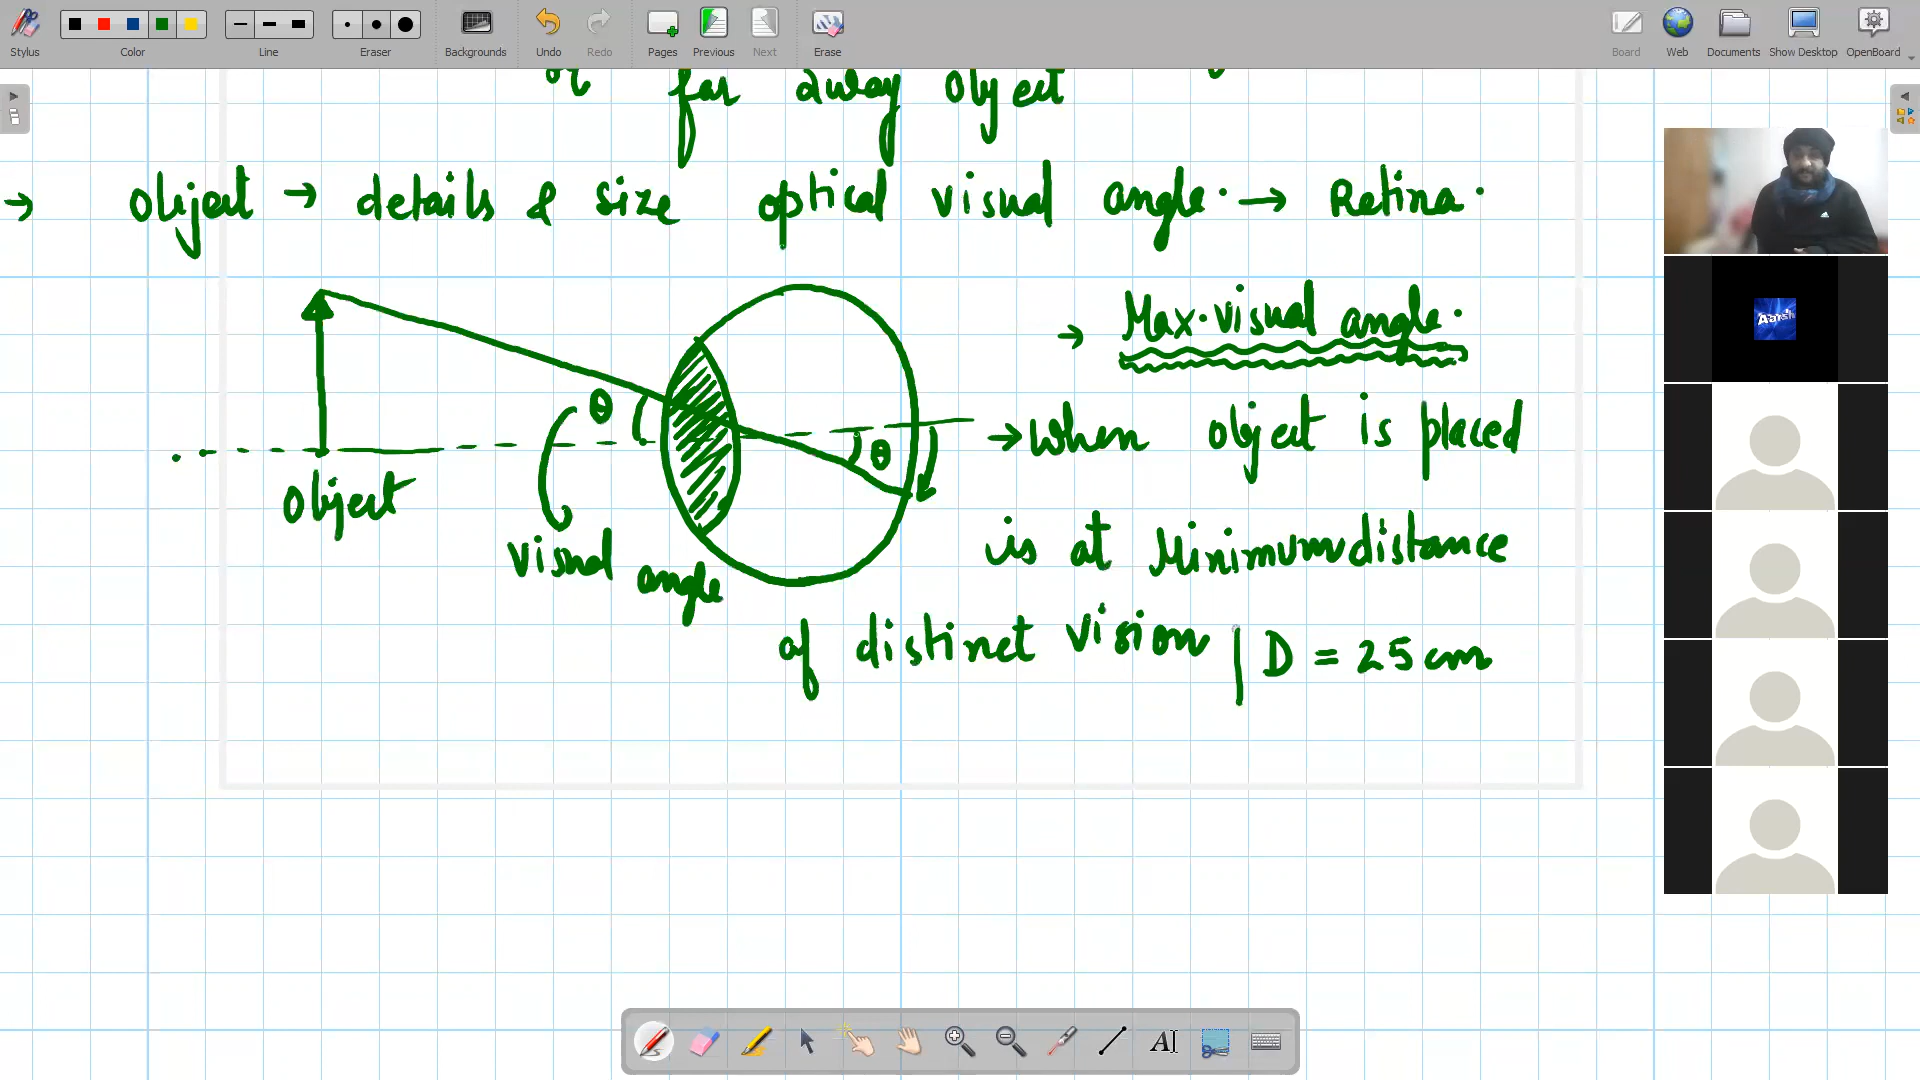 Stylus
Color
Line
Eraser
Backgrounds
Undo
Redo
Pages
Previous
Next
Erase
Board
Web
Documents
Show Desktop
OpenBoard
of far away object
→ object → details & size optical visual angle. → Retina.
→ Max. visual angle.
θ
θ
→ when object is placed
object
visual angle
is at Minimum distance
of distinct vision | D = 25 cm
Aarsh